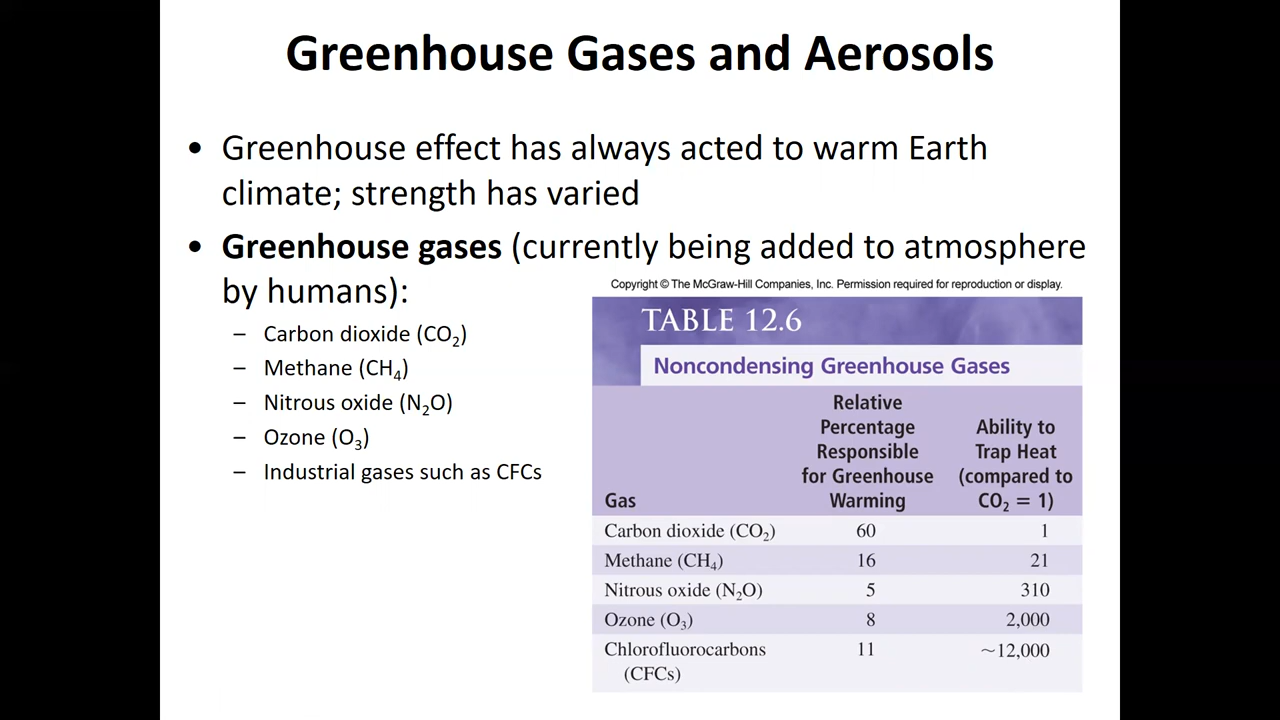 Greenhouse Gases and Aerosols
• Greenhouse effect has always acted to warm Earth
climate; strength has varied
• Greenhouse gases (currently being added to atmosphere
by humans):
– Carbon dioxide (CO₂)
– Methane (CH₄)
– Nitrous oxide (N₂O)
– Ozone (O₃)
– Industrial gases such as CFCs
Copyright © The McGraw-Hill Companies, Inc. Permission required for reproduction or display.
TABLE 12.6
Noncondensing Greenhouse Gases
Relative
Percentage Ability to
Responsible Trap Heat
for Greenhouse (compared to
Gas Warming CO₂ = 1)
Carbon dioxide (CO₂) 60 1
Methane (CH₄) 16 21
Nitrous oxide (N₂O) 5 310
Ozone (O₃) 8 2,000
Chlorofluorocarbons 11 ~12,000
(CFCs)